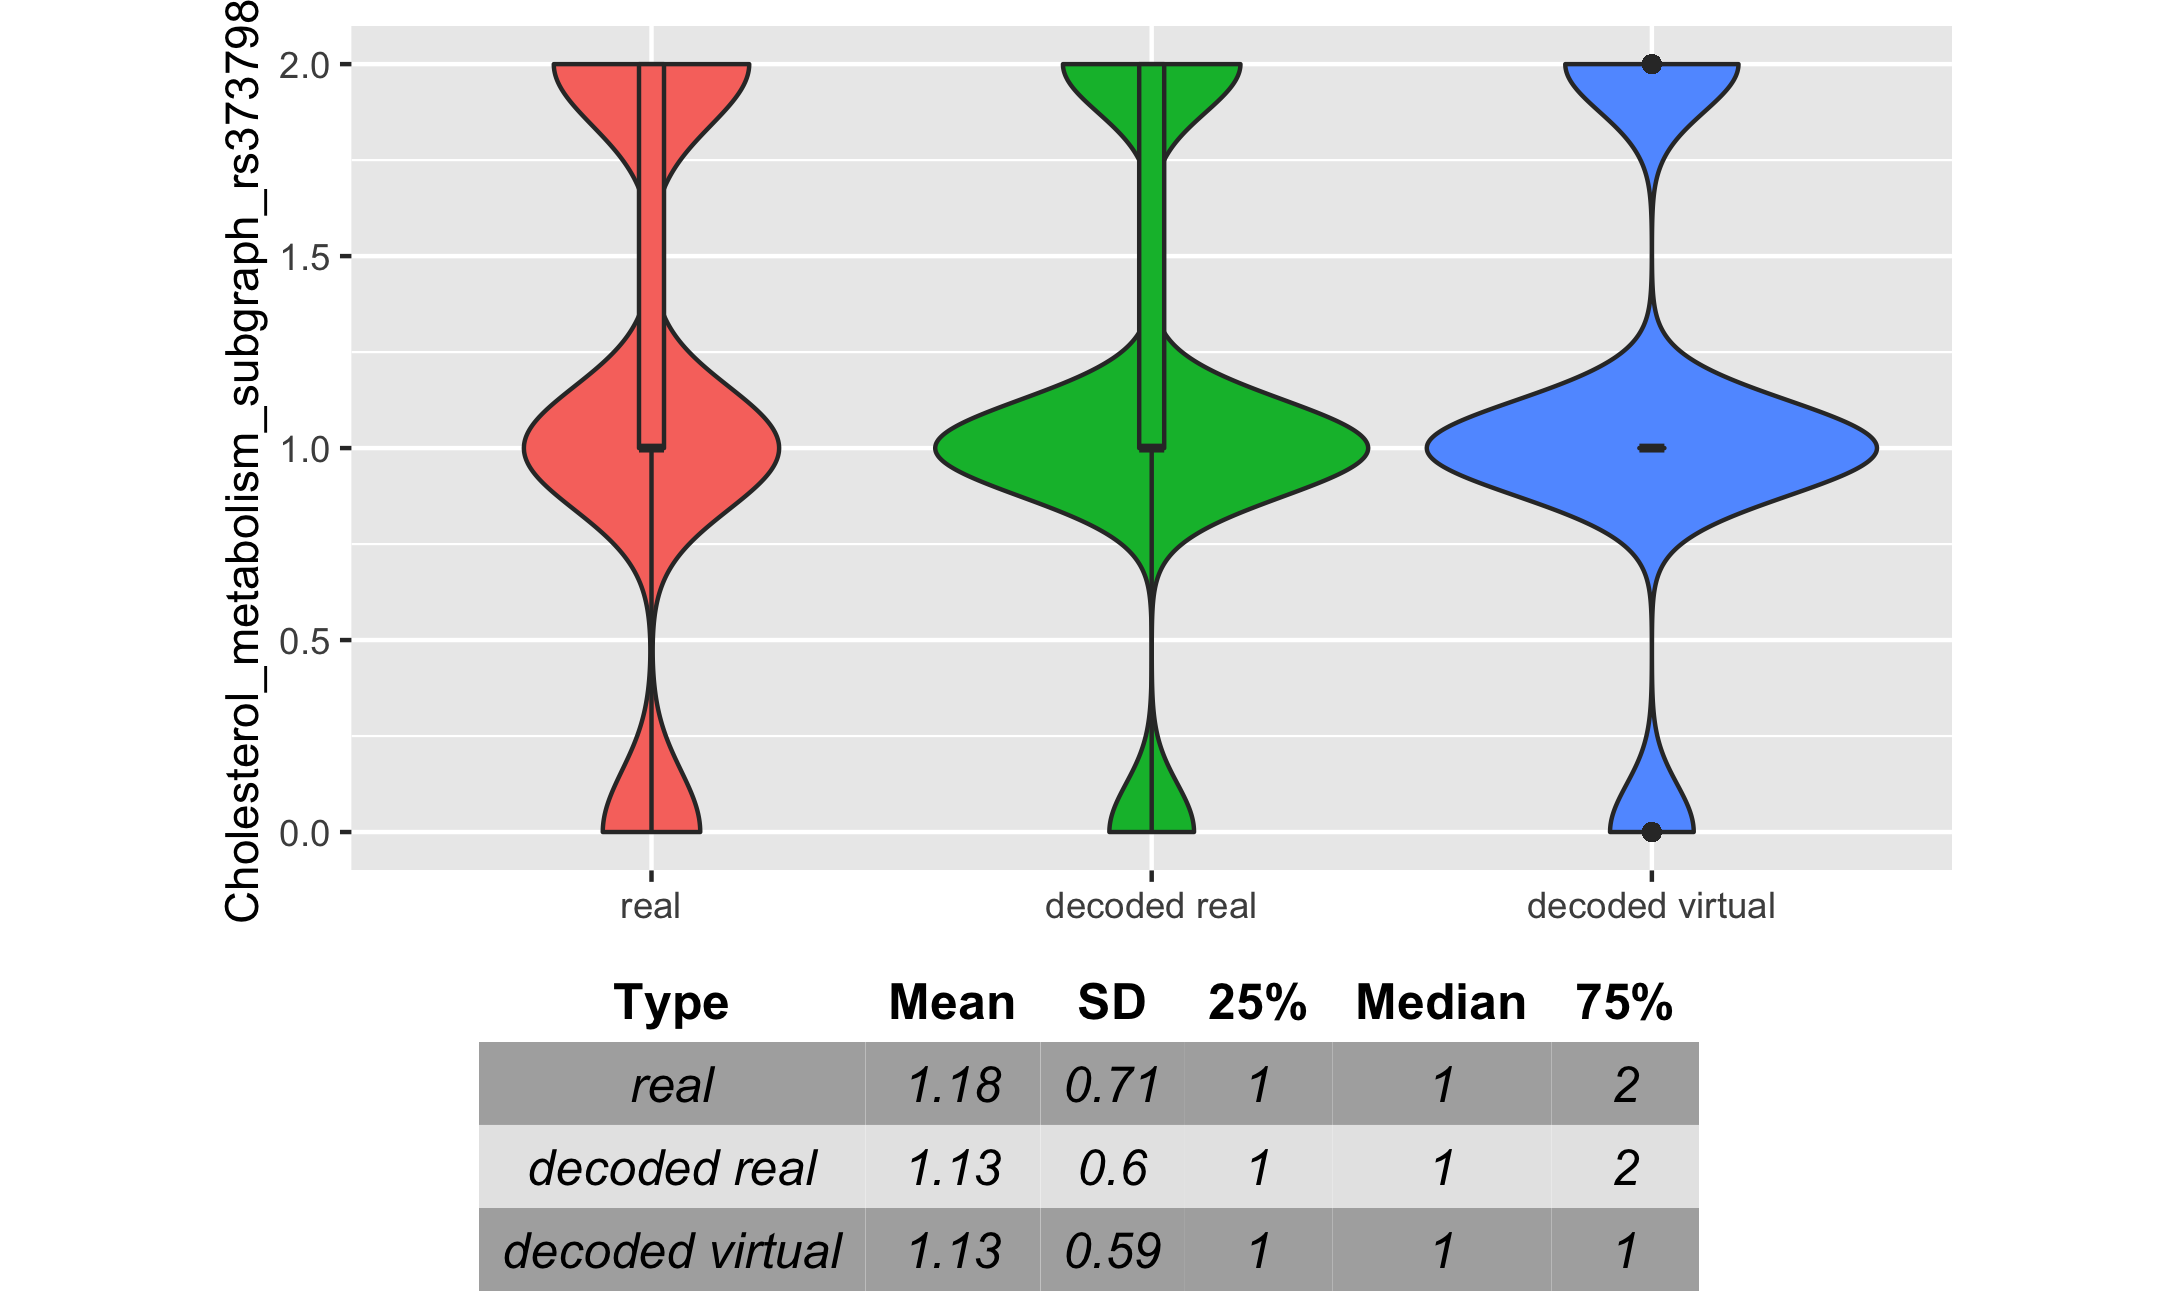 Cholesterol_metabolism_subgraph_rs373798
2.0
1.5
1.0
0.5
0.0
real decoded real decoded virtual
Type Mean SD 25% Median 75%
real 1.18 0.71 1 1 2
decoded real 1.13 0.6 1 1 2
decoded virtual 1.13 0.59 1 1 1